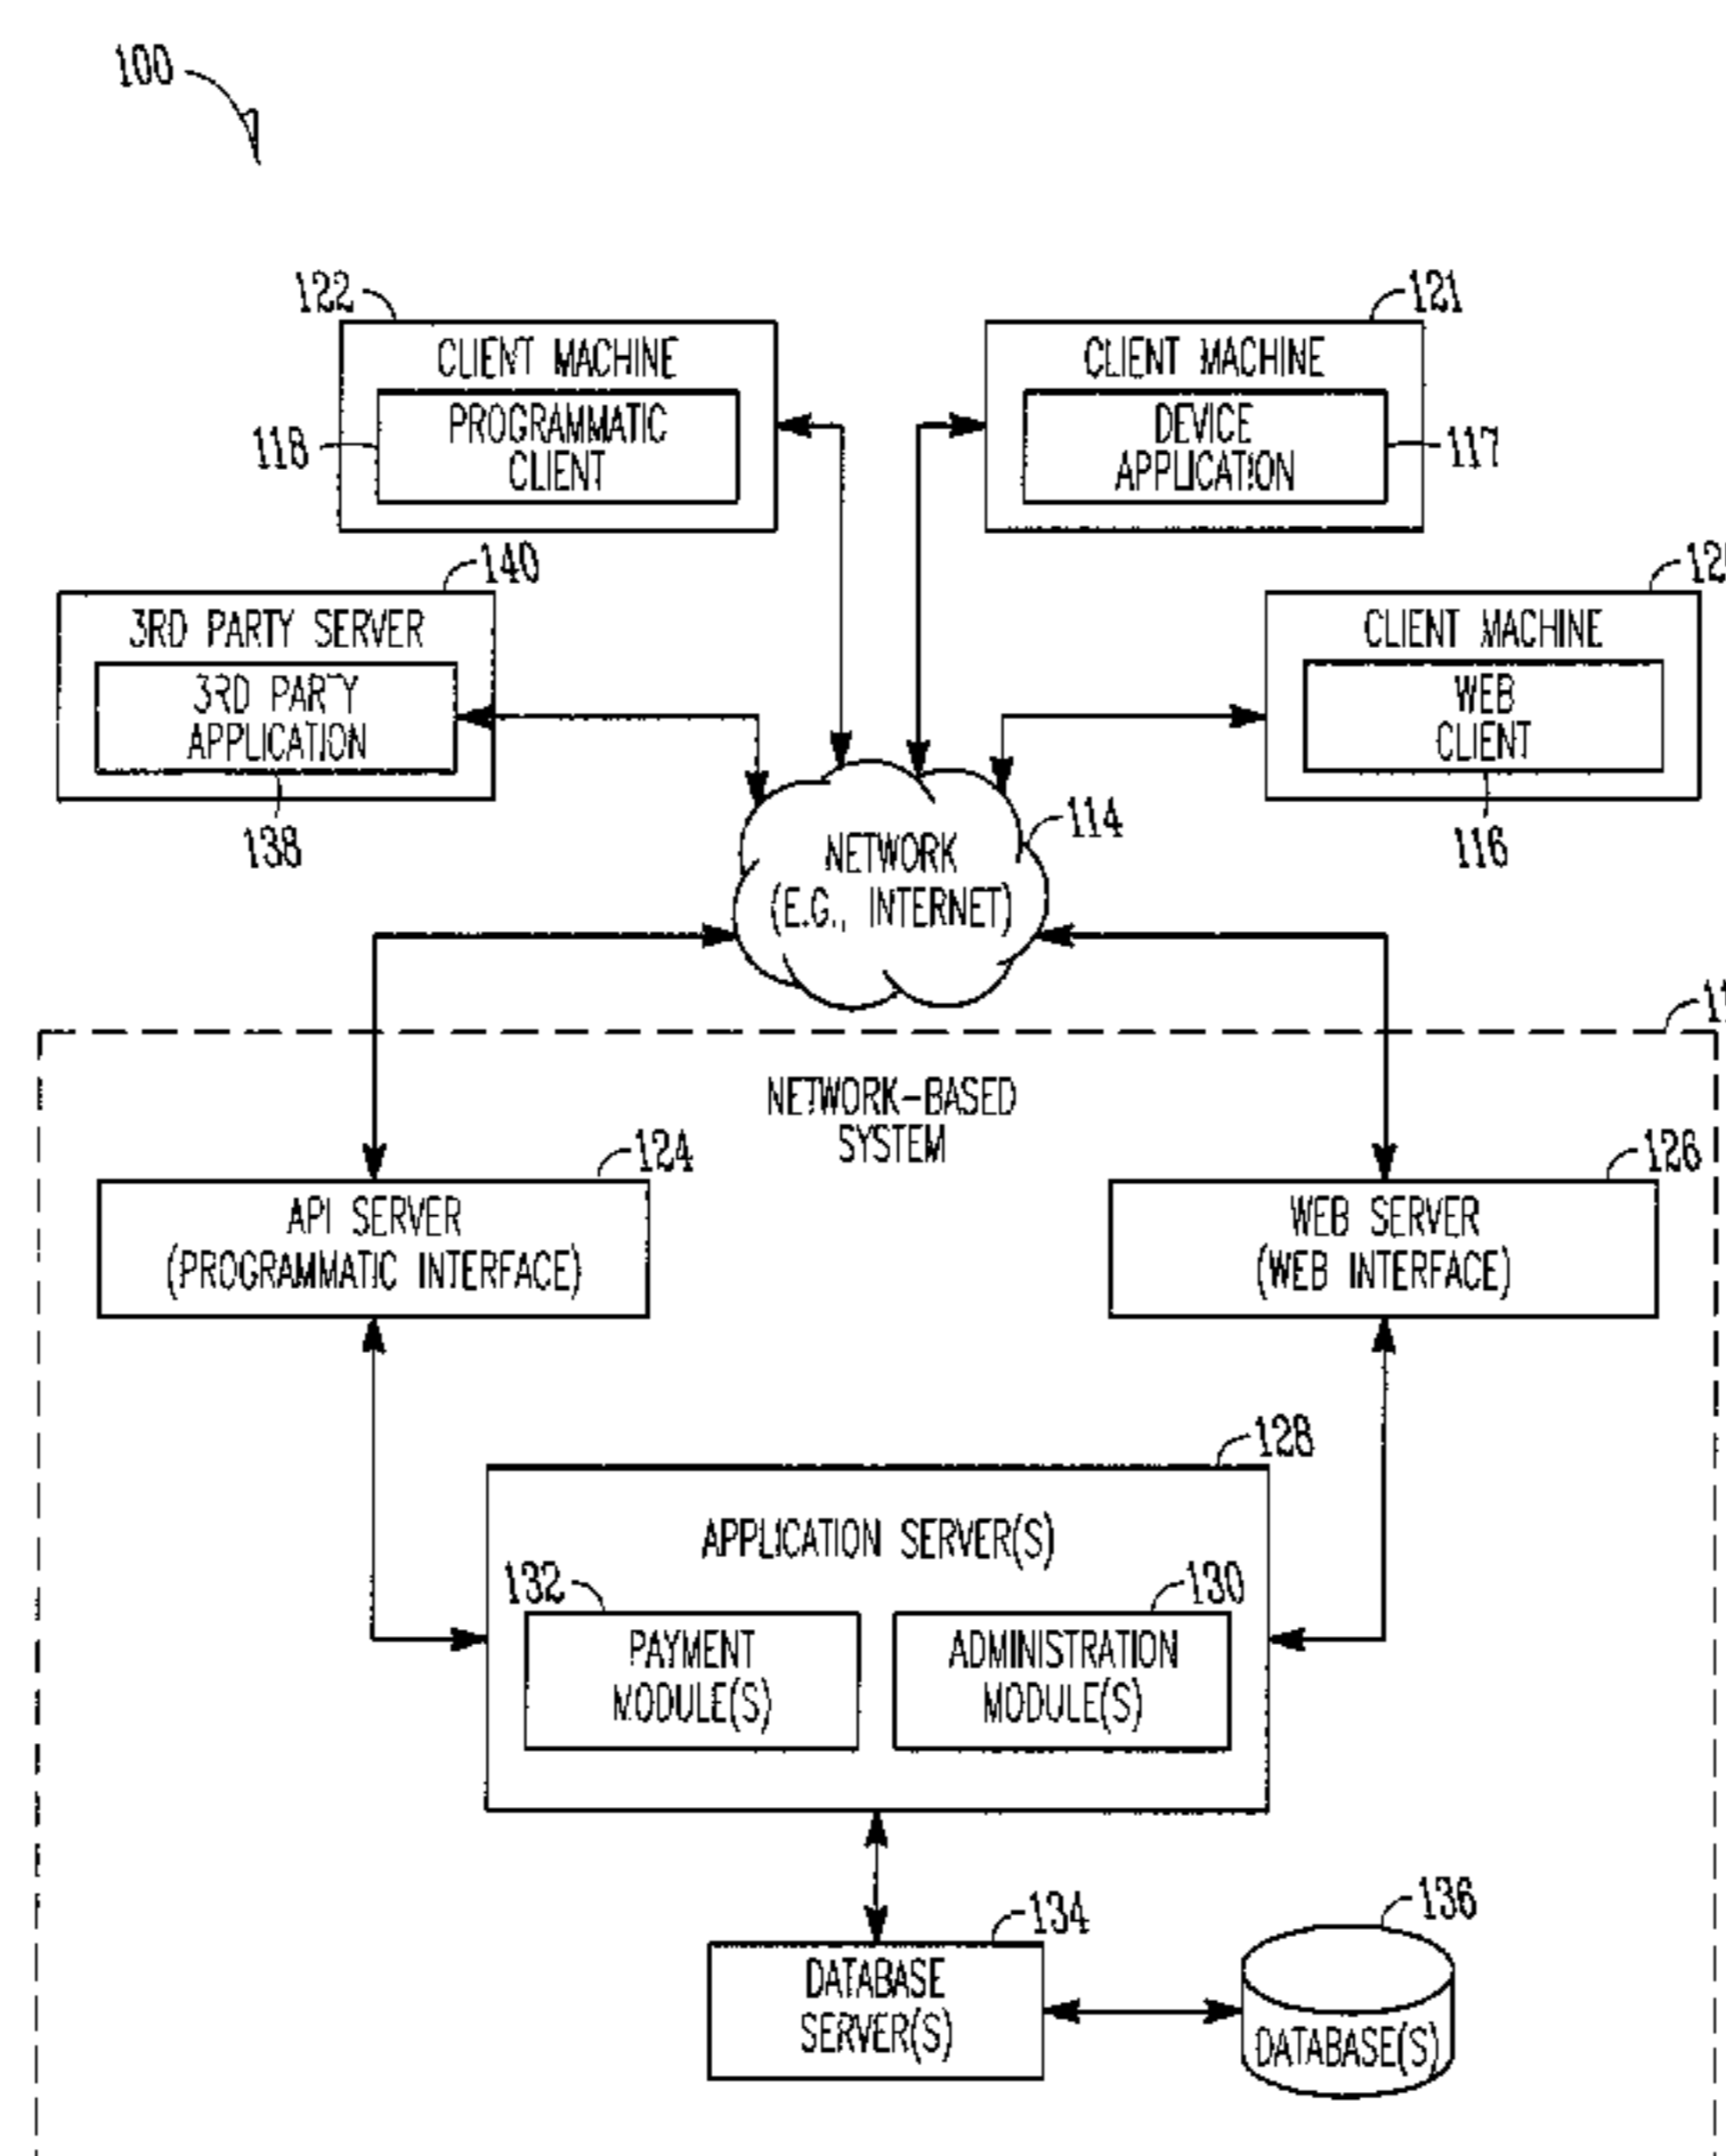 100
122
121
CLIENT MACHINE
CLIENT MACHINE
118
PROGRAMMATIC
CLIENT
DEVICE
APPLICATION
117
140
3RD PARTY SERVER
CLIENT MACHINE
3RD PARTY
APPLICATION
WEB
CLIENT
138
116
114
NETWORK
(E.G., INTERNET)
NETWORK-BASED
SYSTEM
124
126
API SERVER
(PROGRAMMATIC INTERFACE)
WEB SERVER
(WEB INTERFACE)
128
APPLICATION SERVER(S)
132
130
PAYMENT
MODULE(S)
ADMINISTRATION
MODULE(S)
134
136
DATABASE
SERVER(S)
DATABASE(S)